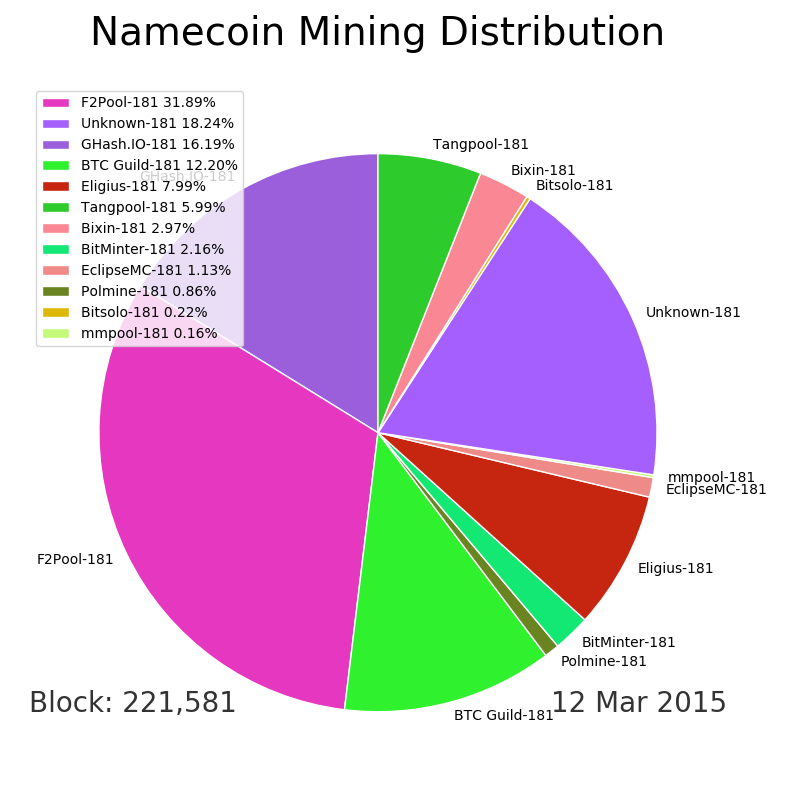 Namecoin Mining Distribution
F2Pool-181 31.89%
Unknown-181 18.24%
GHash.IO-181 16.19%
BTC Guild-181 12.20%
Eligius-181 7.99%
Tangpool-181 5.99%
Bixin-181 2.97%
BitMinter-181 2.16%
EclipseMC-181 1.13%
Polmine-181 0.86%
Bitsolo-181 0.22%
mmpool-181 0.16%
Tangpool-181
Bixin-181
GHash.IO-181
Bitsolo-181
Unknown-181
mmpool-181
EclipseMC-181
F2Pool-181
Eligius-181
BitMinter-181
Polmine-181
BTC Guild-181
Block: 221,581
12 Mar 2015